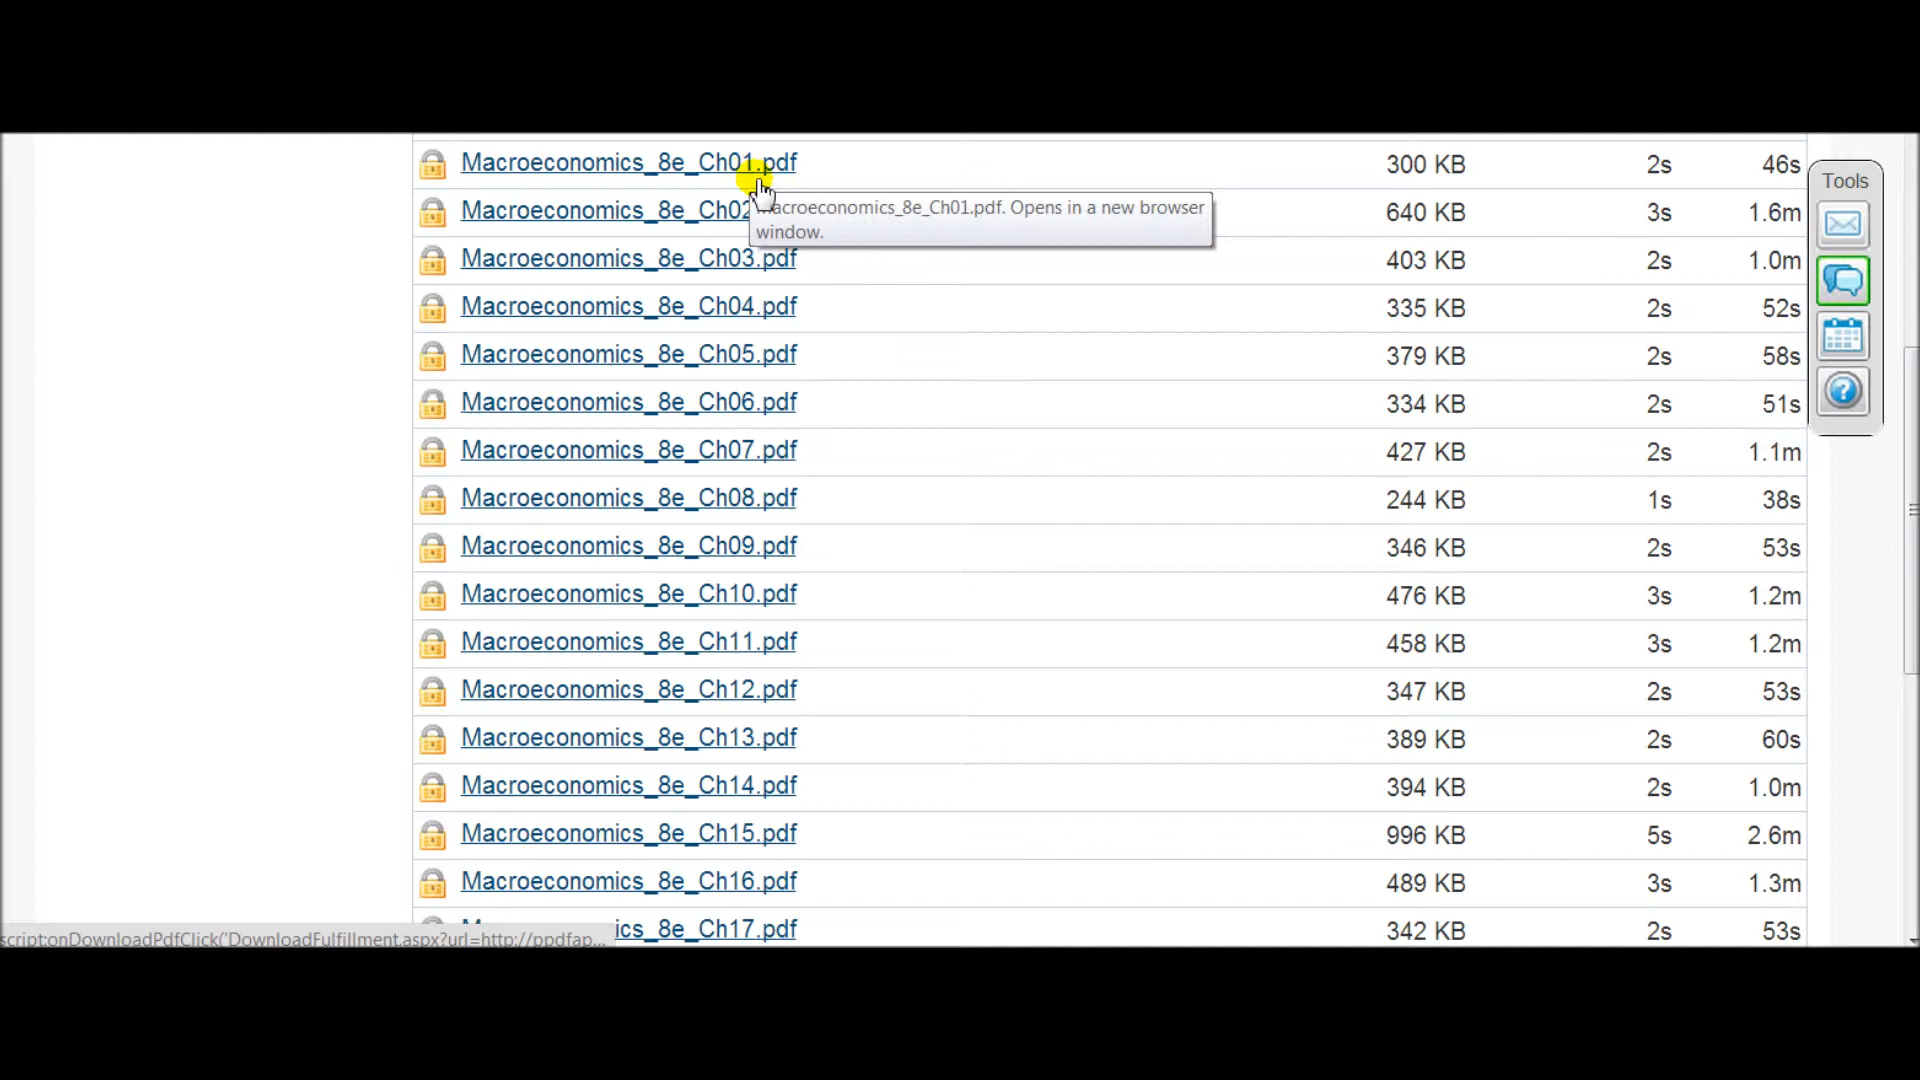 Macroeconomics_8e_Ch01.pdf 300 KB 2s 46s
Tools
Macroeconomics_8e_Ch02 640 KB 3s 1.6m
acroeconomics_8e_Ch01.pdf. Opens in a new browser
window.
Macroeconomics_8e_Ch03.pdf 403 KB 2s 1.0m
Macroeconomics_8e_Ch04.pdf 335 KB 2s 52s
Macroeconomics_8e_Ch05.pdf 379 KB 2s 58s
Macroeconomics_8e_Ch06.pdf 334 KB 2s 51s
Macroeconomics_8e_Ch07.pdf 427 KB 2s 1.1m
Macroeconomics_8e_Ch08.pdf 244 KB 1s 38s
Macroeconomics_8e_Ch09.pdf 346 KB 2s 53s
Macroeconomics_8e_Ch10.pdf 476 KB 3s 1.2m
Macroeconomics_8e_Ch11.pdf 458 KB 3s 1.2m
Macroeconomics_8e_Ch12.pdf 347 KB 2s 53s
Macroeconomics_8e_Ch13.pdf 389 KB 2s 60s
Macroeconomics_8e_Ch14.pdf 394 KB 2s 1.0m
Macroeconomics_8e_Ch15.pdf 996 KB 5s 2.6m
Macroeconomics_8e_Ch16.pdf 489 KB 3s 1.3m
ics_8e_Ch17.pdf 342 KB 2s 53s
script:onDownloadPdfClick('DownloadFulfillment.aspx?url=http://ppdfap...